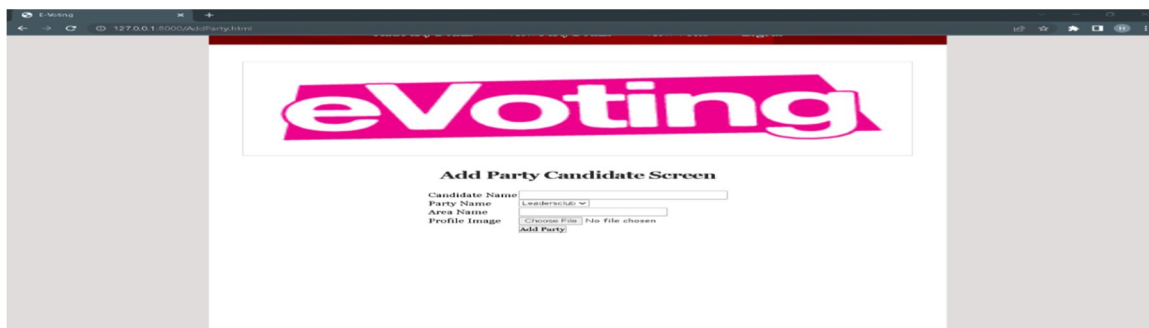 E-Voting
127.0.0.1:8000/AddParty.html
eVoting
Add Party Candidate Screen
Candidate Name
Party Name Leadersclub
Area Name
Profile Image Choose File No file chosen
Add Party